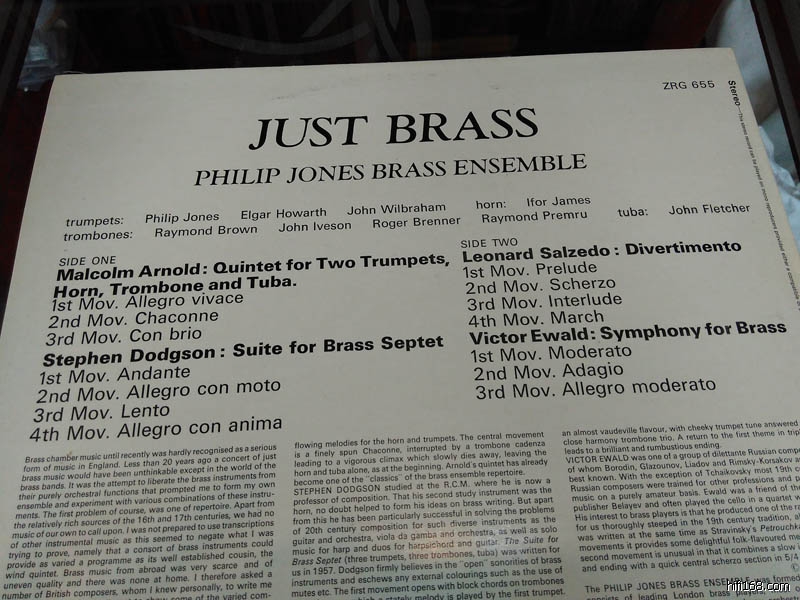 ZRG 655
JUST BRASS
PHILIP JONES BRASS ENSEMBLE
trumpets: Philip Jones Elgar Howarth John Wilbraham horn: Ifor James
trombones: Raymond Brown John Iveson Roger Brenner Raymond Premru tuba: John Fletcher
SIDE ONE
Malcolm Arnold: Quintet for Two Trumpets,
Horn, Trombone and Tuba.
1st Mov. Allegro vivace
2nd Mov. Chaconne
3rd Mov. Con brio
Stephen Dodgson: Suite for Brass Septet
1st Mov. Andante
2nd Mov. Allegro con moto
3rd Mov. Lento
4th Mov. Allegro con anima
SIDE TWO
Leonard Salzedo: Divertimento
1st Mov. Prelude
2nd Mov. Scherzo
3rd Mov. Interlude
4th Mov. March
Victor Ewald: Symphony for Brass
1st Mov. Moderato
2nd Mov. Adagio
3rd Mov. Allegro moderato
Brass chamber music until recently was hardly recognised as a serious
form of music in England. Less than 20 years ago a concert of just
brass music would have been unthinkable except in the world of the
brass bands. It was the attempt to liberate the brass instruments from
their purely orchestral functions that prompted me to form my own
ensemble and experiment with various combinations of these instru-
ments. The first problem of course, was one of repertoire. Apart from
the relatively rich sources of the 16th and 17th centuries, we had no
music of our own to call upon. I was not prepared to use transcriptions
of other instrumental music as this seemed to negate what I was
trying to prove, namely that a consort of brass instruments could
provide as varied a programme as its well established cousin, the
wind quintet. Brass music from abroad was very scarce and of
uneven quality and there was none at home. I therefore asked a
number of British composers, whom I knew personally, to write me
flowing melodies for the horn and trumpets. The central movement
is a finely spun Chaconne, interrupted by a trombone cadenza
leading to a vigorous climax which slowly dies away, leaving the
horn and tuba alone, as at the beginning. Arnold's quintet has already
become one of the "classics" of the brass ensemble repertoire.
STEPHEN DODGSON studied at the R.C.M. where he is now a
professor of composition. That his second study instrument was the
horn, no doubt helped to form his ideas on brass writing. But apart
from this he has been particularly successful in solving the problems
of 20th century composition for such diverse instruments as the
guitar and orchestra, viola da gamba and orchestra, as well as solo
music for harp and duos for harpsichord and guitar. The Suite for
Brass Septet (three trumpets, three trombones, tuba) was written for
us in 1957. Dodgson firmly believes in the "open" sonorities of brass
instruments and eschews any external colourings such as the use of
mutes etc. The first movement opens with block chords on trombones
melody is played by the first trumpet.
an almost vaudeville flavour, with cheeky trumpet tune answered
close harmony trombone trio. A return to the first theme in
leads to a brilliant and rumbustious ending.
VICTOR EWALD was one of a group of dilettante Russian
of whom Borodin, Glazounov, Liadov and Rimsky-Korsakov
best known. With the exception of Tchaikovsky most 19th
Russian composers were trained for other professions and
music on a purely amateur basis. Ewald was a friend of the
publisher Belayev and often played the cello in a quartet
His interest to brass players is that he produced one of the
for us thoroughly steeped in the 19th century tradition,
was written at the same time as Stravinsky's Petrouchka.
movements it provides some delightful folk-flavoured
second movement is unusual in that it combines a slow
and ending with a quick central scherzo section in 5/4
The PHILIP JONES BRASS ENSEMBLE was formed
consists of leading London brass players,
Stereo
hifi168.com